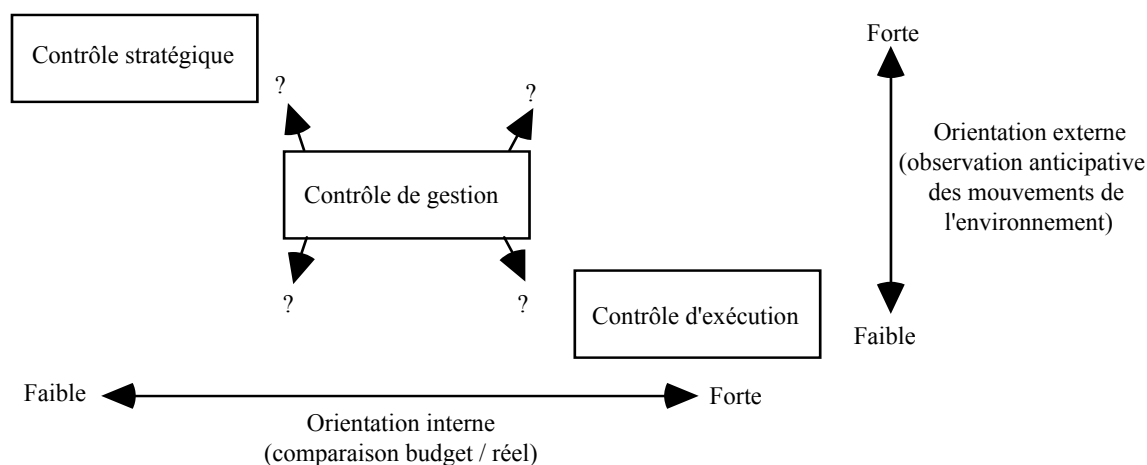 Contrôle stratégique
Forte
?
?
Orientation externe
(observation anticipative
des mouvements de
l'environnement)
Contrôle de gestion
?
?
Contrôle d'exécution
Faible
Faible
Forte
Orientation interne
(comparaison budget / réel)